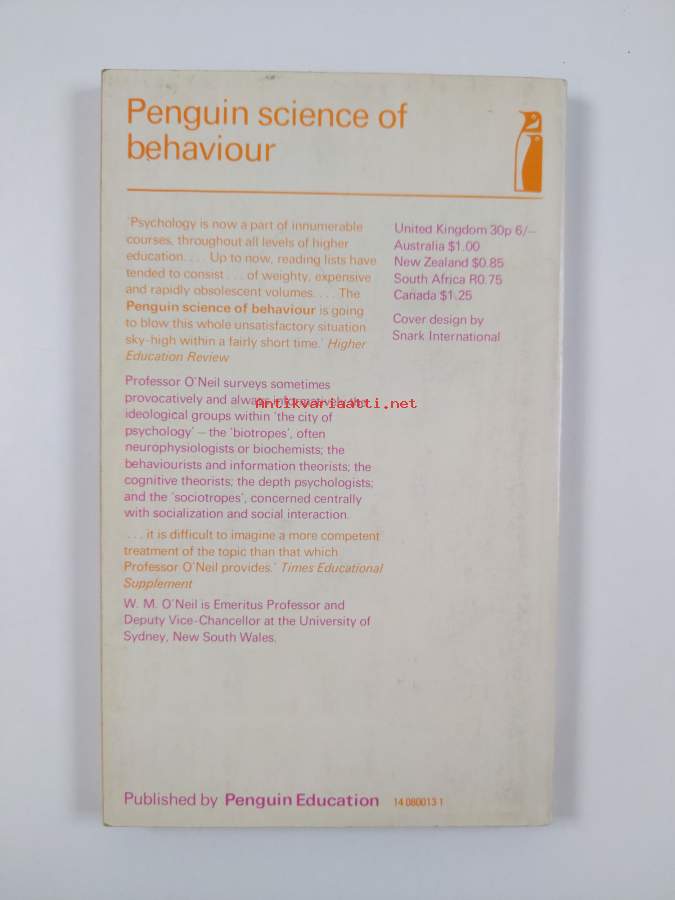 Penguin science of
behaviour
'Psychology is now a part of innumerable
courses, throughout all levels of higher
education. . . . Up to now, reading lists have
tended to consist . . . of weighty, expensive
and rapidly obsolescent volumes. . . . The
Penguin science of behaviour is going
to blow this whole unsatisfactory situation
sky-high within a fairly short time.' Higher
Education Review
United Kingdom 30p 6/–
Australia $1.00
New Zealand $0.85
South Africa R0.75
Canada $1.25
Cover design by
Snark International
Professor O'Neil surveys sometimes
provocatively and always informatively the
Antikvariaatti.net
ideological groups within 'the city of
psychology' – the 'biotropes', often
neurophysiologists or biochemists; the
behaviourists and information theorists; the
cognitive theorists; the depth psychologists;
and the 'sociotropes', concerned centrally
with socialization and social interaction.
. . . it is difficult to imagine a more competent
treatment of the topic than that which
Professor O'Neil provides.' Times Educational
Supplement
W. M. O'Neil is Emeritus Professor and
Deputy Vice-Chancellor at the University of
Sydney, New South Wales.
Published by Penguin Education 14 080013 1